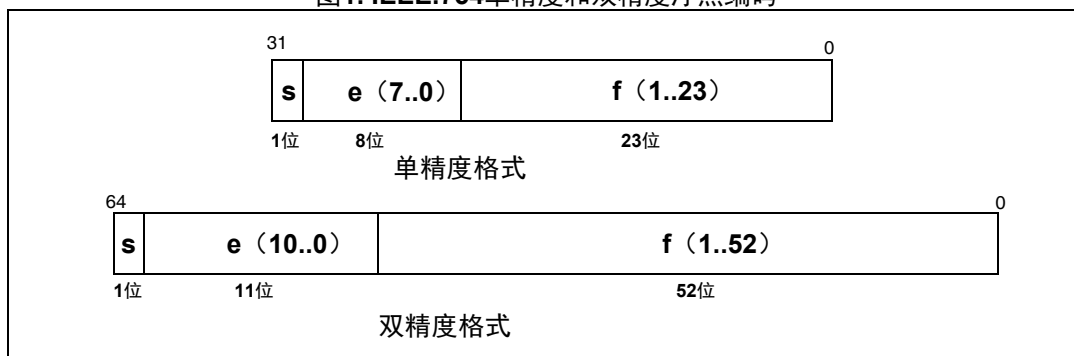 31 0
s e（7..0） f（1..23）
1位 8位 23位
单精度格式
64 0
s e（10..0） f（1..52）
1位 11位 52位
双精度格式